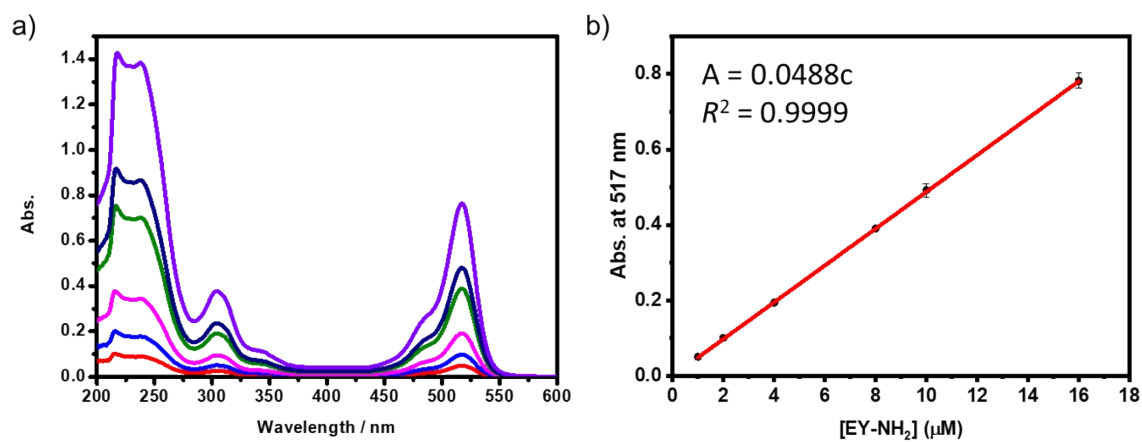 a)
Abs.
1.4
1.2
1.0
0.8
0.6
0.4
0.2
0.0
200 250 300 350 400 450 500 550 600
Wavelength / nm
b)
A = 0.0488c
R² = 0.9999
Abs. at 517 nm
0.8
0.6
0.4
0.2
0.0
0 2 4 6 8 10 12 14 16 18
[EY-NH₂] (μM)